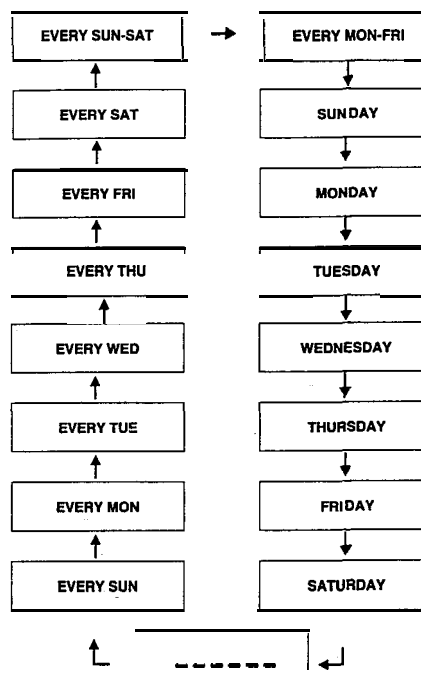 EVERY SUN-SAT
EVERY MON-FRI
EVERY SAT
SUNDAY
EVERY FRI
MONDAY
EVERY THU
TUESDAY
EVERY WED
WEDNESDAY
EVERY TUE
THURSDAY
EVERY MON
FRIDAY
EVERY SUN
SATURDAY